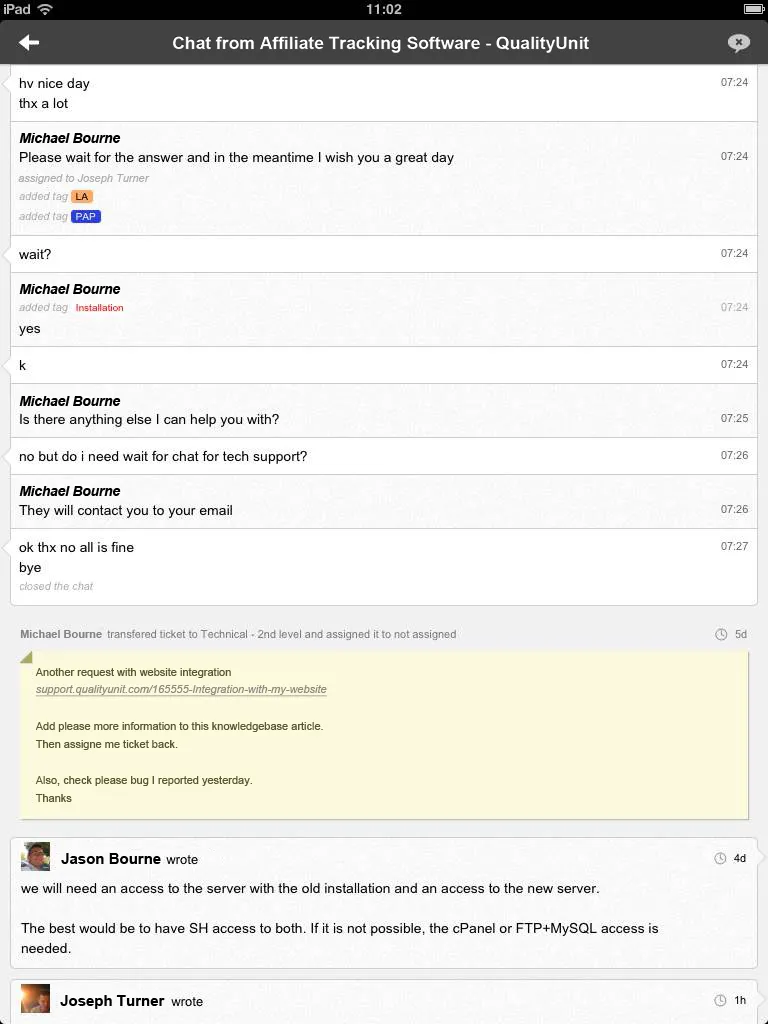 iPad
11:02
Chat from Affiliate Tracking Software - QualityUnit
hv nice day 07:24
thx a lot
Michael Bourne
Please wait for the answer and in the meantime I wish you a great day 07:24
assigned to Joseph Turner
added tag LA
added tag PAP
wait? 07:24
Michael Bourne
added tag Installation 07:24
yes
k 07:24
Michael Bourne
Is there anything else I can help you with? 07:25
no but do i need wait for chat for tech support? 07:26
Michael Bourne
They will contact you to your email 07:26
ok thx no all is fine 07:27
bye
closed the chat
Michael Bourne transfered ticket to Technical - 2nd level and assigned it to not assigned 5d
Another request with website integration
support.qualityunit.com/165555-Integration-with-my-website
Add please more information to this knowledgebase article.
Then assigne me ticket back.
Also, check please bug I reported yesterday.
Thanks
Jason Bourne wrote 4d
we will need an access to the server with the old installation and an access to the new server.
The best would be to have SH access to both. If it is not possible, the cPanel or FTP+MySQL access is
needed.
Joseph Turner wrote 1h